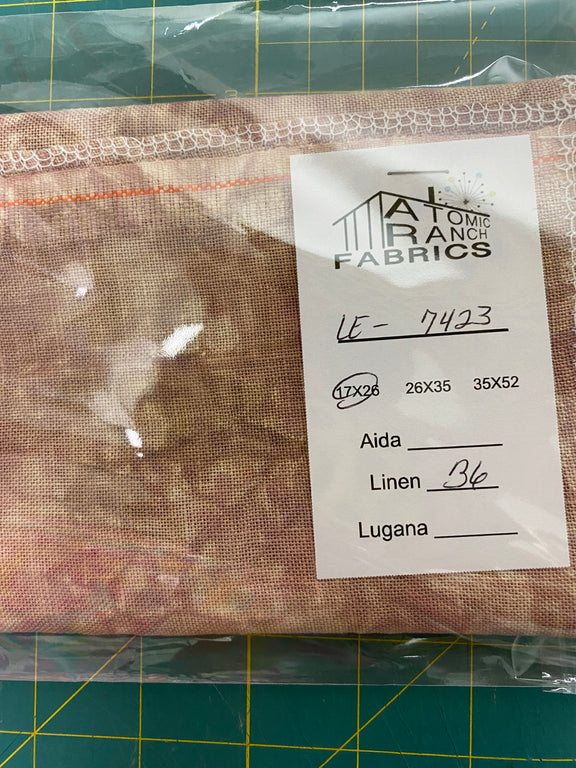 ATOMIC
RANCH
FABRICS
LE- 7423
17X26 26X35 35X52
Aida
Linen 36
Lugana